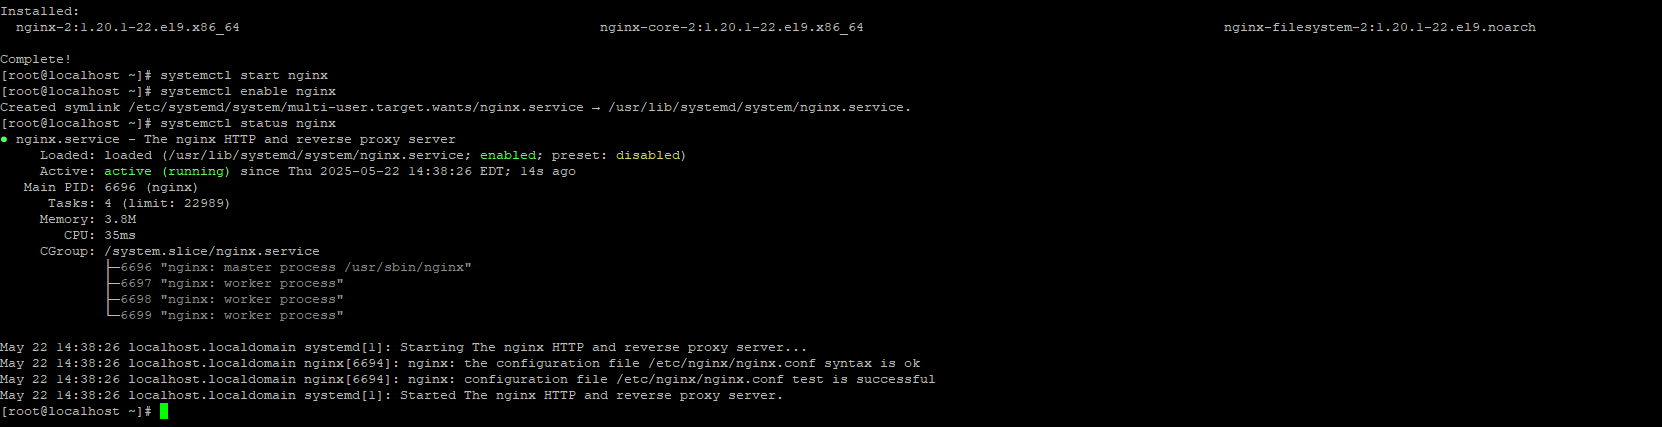 Installed:
nginx-2:1.20.1-22.el9.x86_64 nginx-core-2:1.20.1-22.el9.x86_64 nginx-filesystem-2:1.20.1-22.el9.noarch
Complete!
[root@localhost ~]# systemctl start nginx
[root@localhost ~]# systemctl enable nginx
Created symlink /etc/systemd/system/multi-user.target.wants/nginx.service → /usr/lib/systemd/system/nginx.service.
[root@localhost ~]# systemctl status nginx
● nginx.service - The nginx HTTP and reverse proxy server
Loaded: loaded (/usr/lib/systemd/system/nginx.service; enabled; preset: disabled)
Active: active (running) since Thu 2025-05-22 14:38:26 EDT; 14s ago
Main PID: 6696 (nginx)
Tasks: 4 (limit: 22989)
Memory: 3.8M
CPU: 35ms
CGroup: /system.slice/nginx.service
├─6696 "nginx: master process /usr/sbin/nginx"
├─6697 "nginx: worker process"
├─6698 "nginx: worker process"
└─6699 "nginx: worker process"
May 22 14:38:26 localhost.localdomain systemd[1]: Starting The nginx HTTP and reverse proxy server...
May 22 14:38:26 localhost.localdomain nginx[6694]: nginx: the configuration file /etc/nginx/nginx.conf syntax is ok
May 22 14:38:26 localhost.localdomain nginx[6694]: nginx: configuration file /etc/nginx/nginx.conf test is successful
May 22 14:38:26 localhost.localdomain systemd[1]: Started The nginx HTTP and reverse proxy server.
[root@localhost ~]#